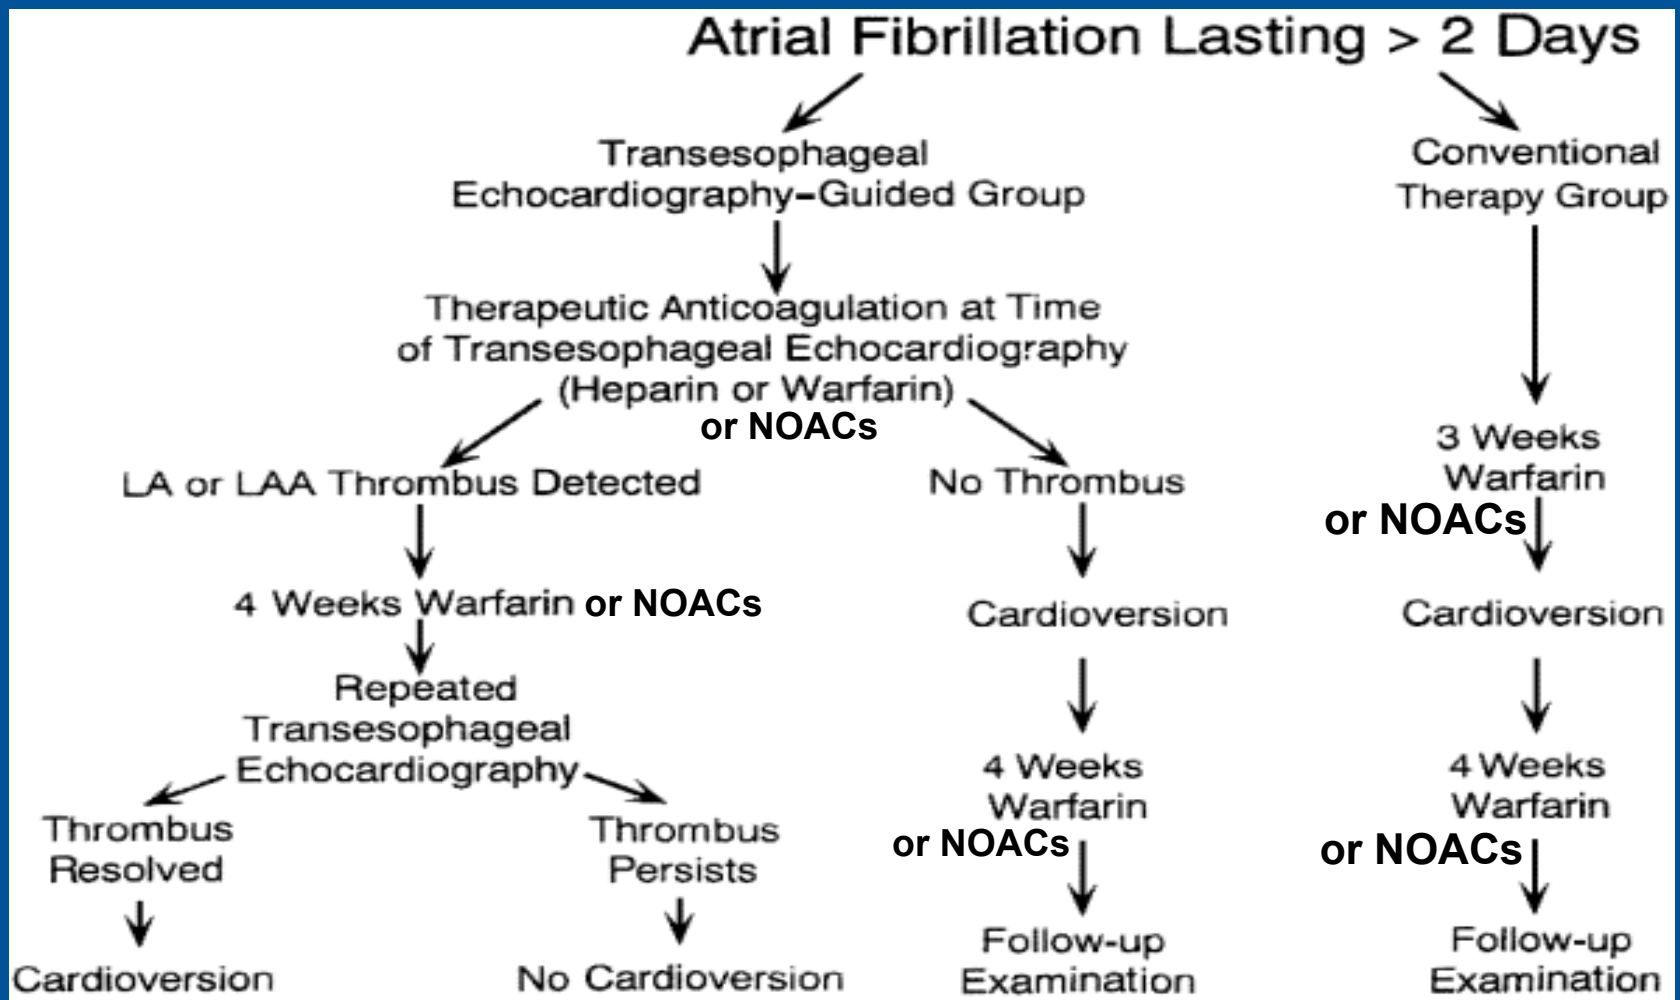 Atrial Fibrillation Lasting > 2 Days
Transesophageal
Echocardiography–Guided Group
Therapeutic Anticoagulation at Time
of Transesophageal Echocardiography
(Heparin or Warfarin)
or NOACs
LA or LAA Thrombus Detected
4 Weeks Warfarin or NOACs
Repeated
Transesophageal
Echocardiography
Thrombus
Resolved
Cardioversion
Thrombus
Persists
No Cardioversion
No Thrombus
Cardioversion
4 Weeks
Warfarin
or NOACs
Follow-up
Examination
Conventional
Therapy Group
3 Weeks
Warfarin
or NOACs
Cardioversion
4 Weeks
Warfarin
or NOACs
Follow-up
Examination